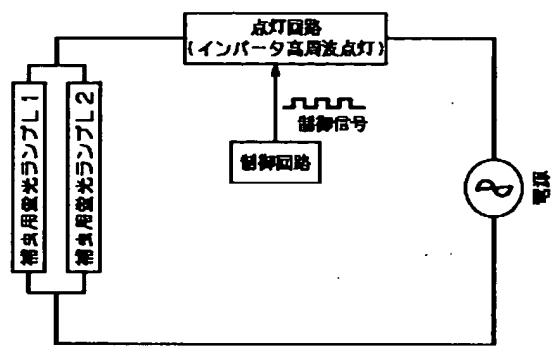 点灯回路
(インバータ高周波点灯)
補虫用蛍光ランプL1
補虫用蛍光ランプL2
制御信号
制御回路
電源